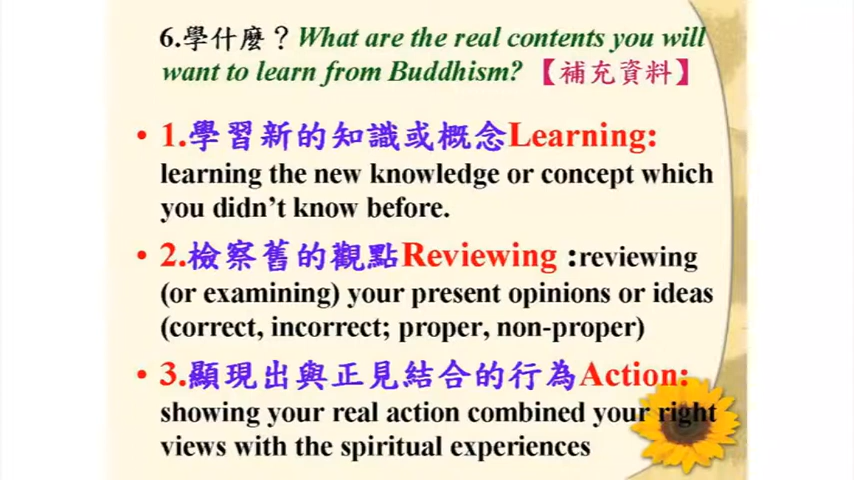 6.學什麼？What are the real contents you will
want to learn from Buddhism?【補充資料】
• 1.學習新的知識或概念Learning:
learning the new knowledge or concept which
you didn’t know before.
• 2.檢察舊的觀點Reviewing :reviewing
(or examining) your present opinions or ideas
(correct, incorrect; proper, non-proper)
• 3.顯現出與正見結合的行為Action:
showing your real action combined your right
views with the spiritual experiences